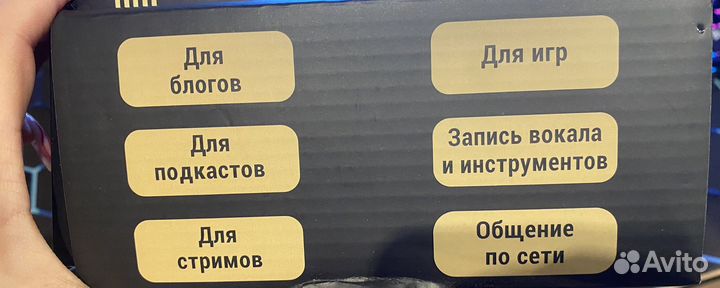 Для
блогов
Для игр
Для
подкастов
Запись вокала
и инструментов
Для
стримов
Общение
по сети
Avito